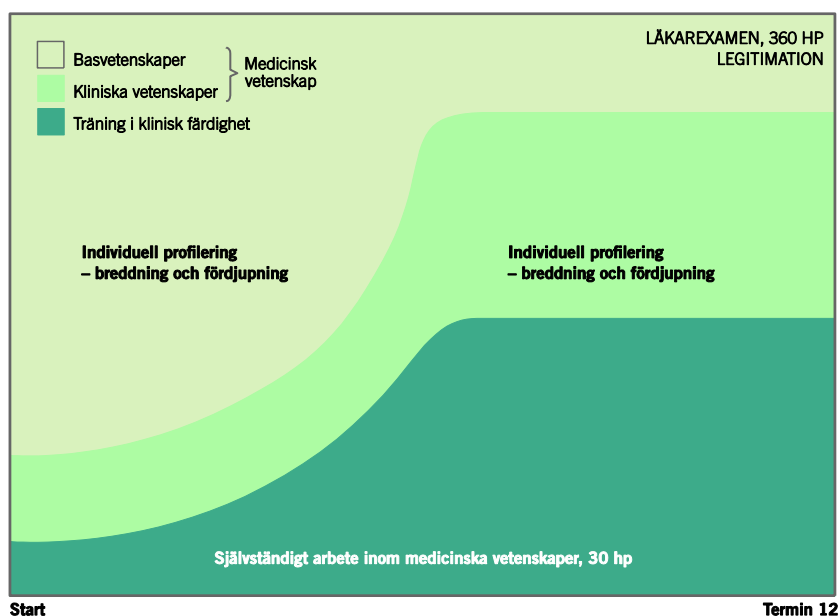 LÄKAREXAMEN, 360 HP
LEGITIMATION
Basvetenskaper
Kliniska vetenskaper
Medicinsk
vetenskap
Träning i klinisk färdighet
Individuell profilering
– breddning och fördjupning
Individuell profilering
– breddning och fördjupning
Självständigt arbete inom medicinska vetenskaper, 30 hp
Start
Termin 12